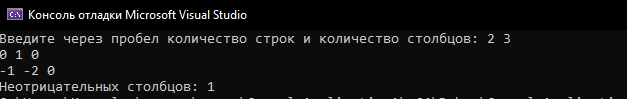 Консоль отладки Microsoft Visual Studio
Введите через пробел количество строк и количество столбцов: 2 3
0 1 0
-1 -2 0
Неотрицательных столбцов: 1